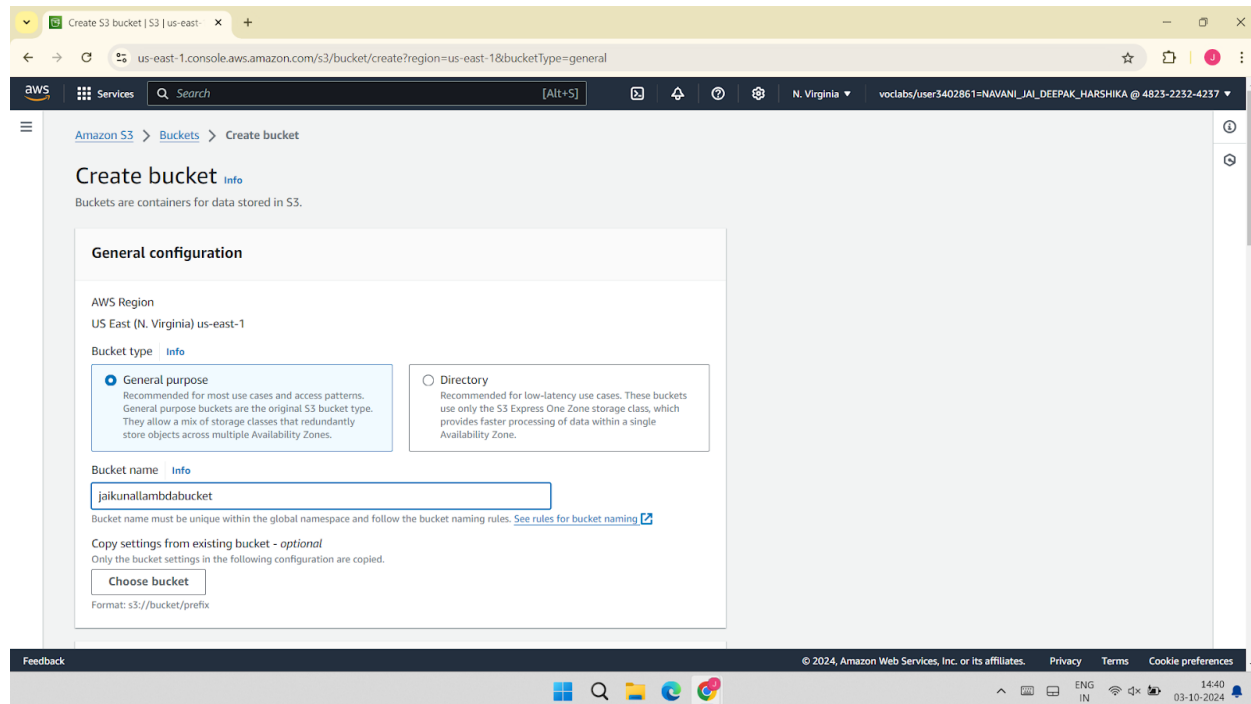 Create S3 bucket | S3 | us-east-
us-east-1.console.aws.amazon.com/s3/bucket/create?region=us-east-1&bucketType=general
J
aws
Services
Search
[Alt+S]
N. Virginia
voclabs/user3402861=NAVANI_JAI_DEEPAK_HARSHIKA @ 4823-2232-4237
Amazon S3 > Buckets > Create bucket
Create bucket Info
Buckets are containers for data stored in S3.
General configuration
AWS Region
US East (N. Virginia) us-east-1
Bucket type Info
General purpose
Recommended for most use cases and access patterns.
General purpose buckets are the original S3 bucket type.
They allow a mix of storage classes that redundantly
store objects across multiple Availability Zones.
Directory
Recommended for low-latency use cases. These buckets
use only the S3 Express One Zone storage class, which
provides faster processing of data within a single
Availability Zone.
Bucket name Info
jaikunallambdabucket
Bucket name must be unique within the global namespace and follow the bucket naming rules. See rules for bucket naming
Copy settings from existing bucket - optional
Only the bucket settings in the following configuration are copied.
Choose bucket
Format: s3://bucket/prefix
Feedback
© 2024, Amazon Web Services, Inc. or its affiliates. Privacy Terms Cookie preferences
J
ENG
IN
14:40
03-10-2024